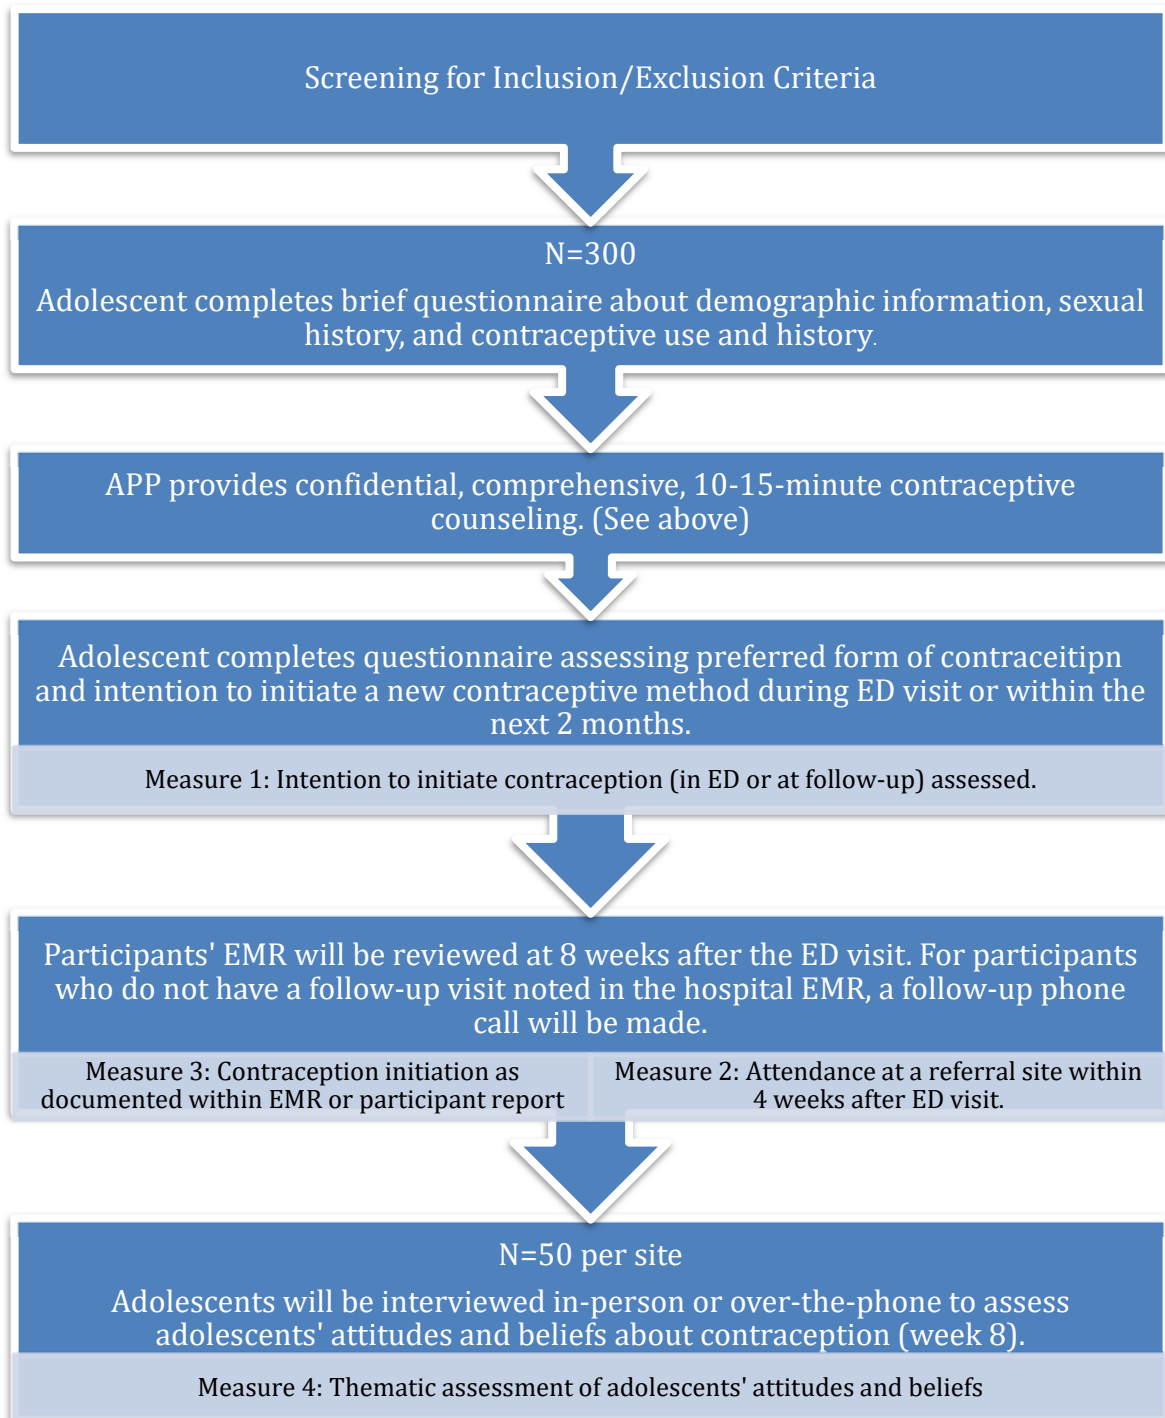 Screening for Inclusion/Exclusion Criteria
N=300
Adolescent completes brief questionnaire about demographic information, sexual
history, and contraceptive use and history.
APP provides confidential, comprehensive, 10-15-minute contraceptive
counseling. (See above)
Adolescent completes questionnaire assessing preferred form of contraceitipn
and intention to initiate a new contraceptive method during ED visit or within the
next 2 months.
Measure 1: Intention to initiate contraception (in ED or at follow-up) assessed.
Participants' EMR will be reviewed at 8 weeks after the ED visit. For participants
who do not have a follow-up visit noted in the hospital EMR, a follow-up phone
call will be made.
Measure 3: Contraception initiation as
documented within EMR or participant report
Measure 2: Attendance at a referral site within
4 weeks after ED visit.
N=50 per site
Adolescents will be interviewed in-person or over-the-phone to assess
adolescents' attitudes and beliefs about contraception (week 8).
Measure 4: Thematic assessment of adolescents' attitudes and beliefs